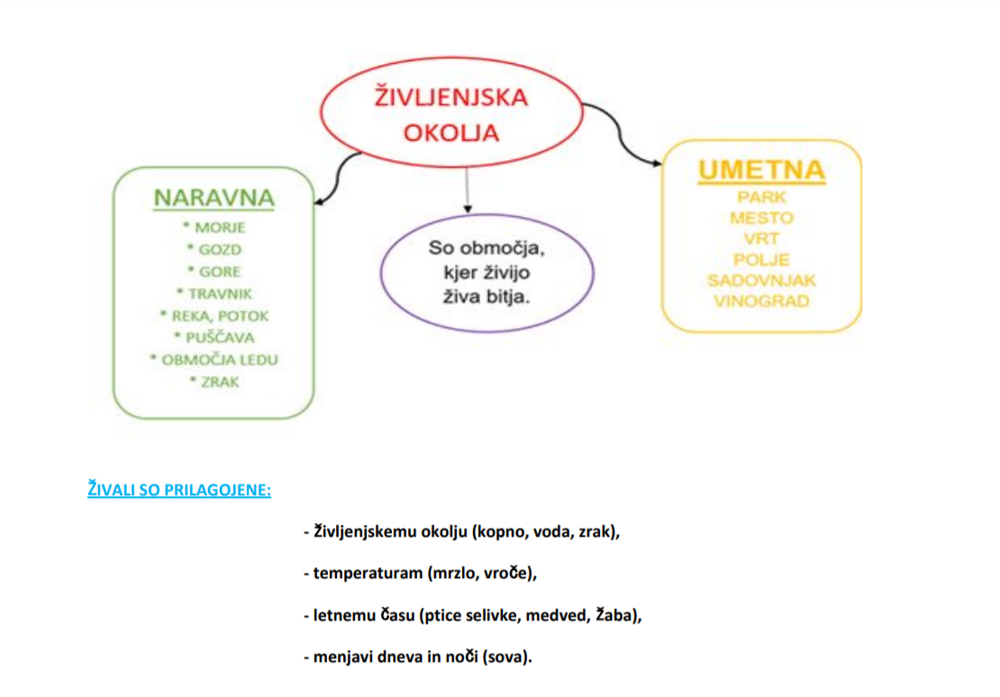 ŽIVLJENJSKA
OKOLJA
NARAVNA
* MORJE
* GOZD
* GORE
* TRAVNIK
* REKA, POTOK
* PUŠČAVA
* OBMOČJA LEDU
* ZRAK
So območja,
kjer živijo
živa bitja.
UMETNA
PARK
MESTO
VRT
POLJE
SADOVNJAK
VINOGRAD
ŽIVALI SO PRILAGOJENE:
- življenjskemu okolju (kopno, voda, zrak),
- temperaturam (mrzlo, vroče),
- letnemu času (ptice selivke, medved, žaba),
- menjavi dneva in noči (sova).